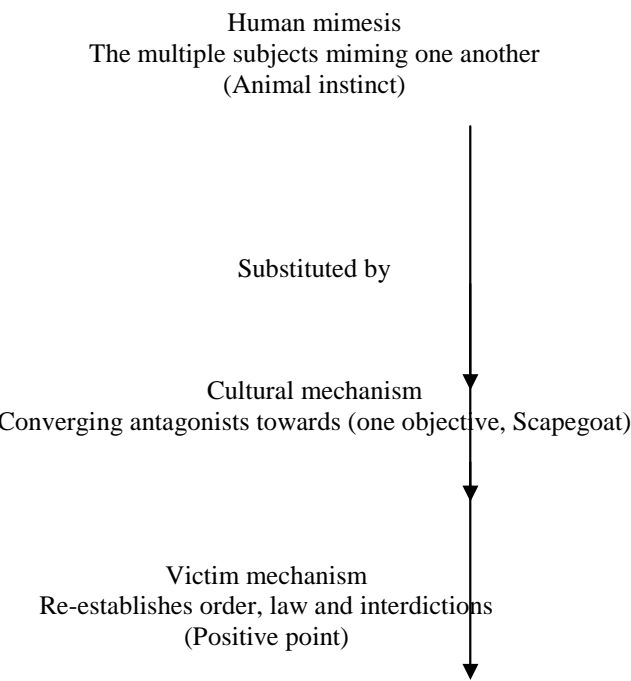 Human mimesis
The multiple subjects miming one another
(Animal instinct)
Substituted by
Cultural mechanism
Converging antagonists towards (one objective, Scapegoat)
Victim mechanism
Re-establishes order, law and interdictions
(Positive point)